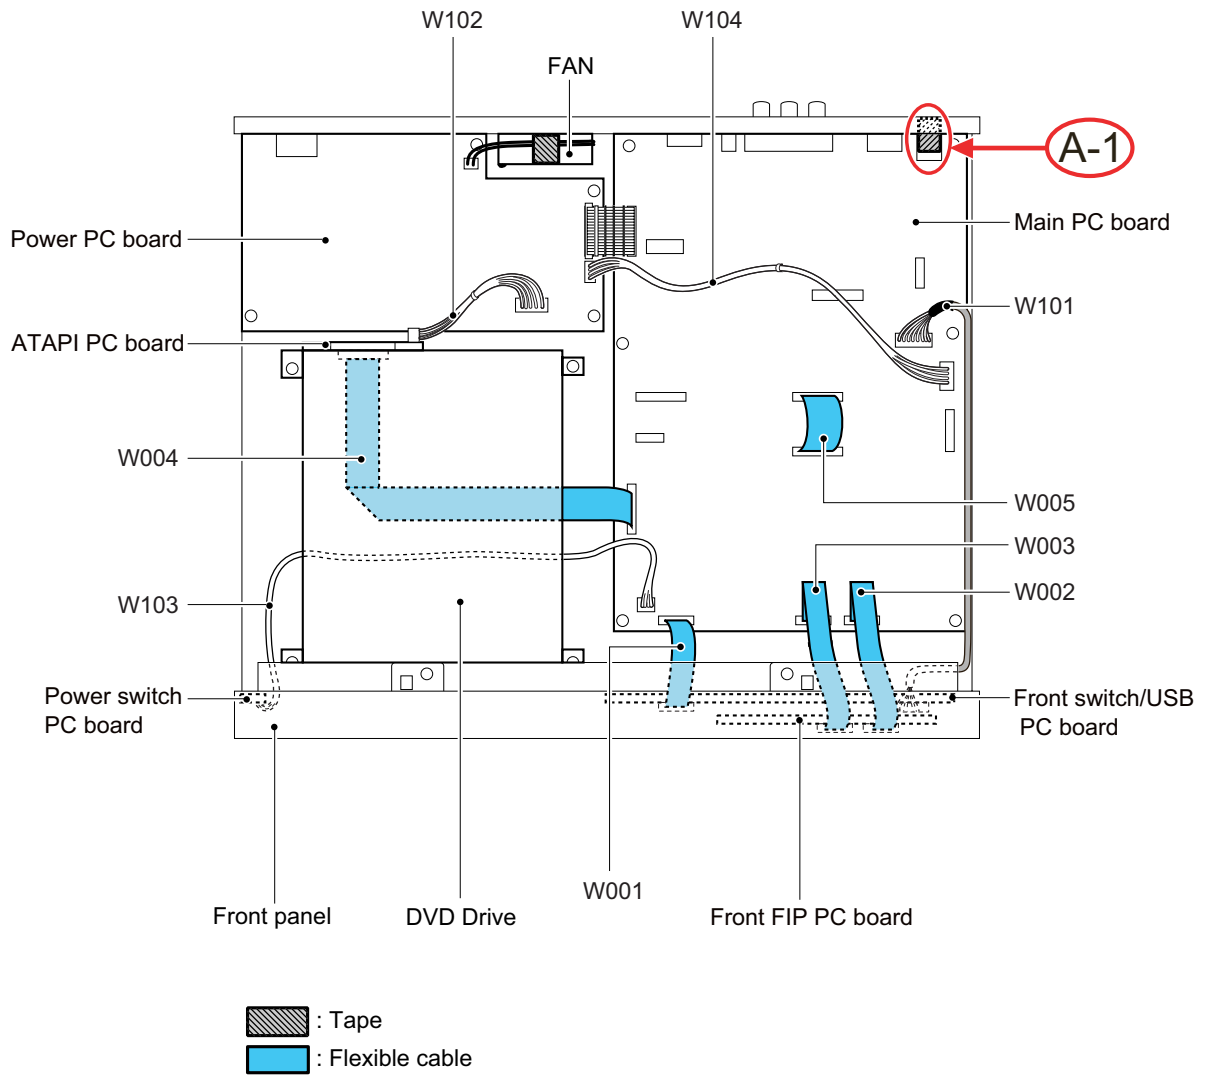 W102
W104
FAN
A-1
Power PC board
Main PC board
W101
ATAPI PC board
W004
W005
W003
W002
W103
Power switch
PC board
Front switch/USB
PC board
W001
Front panel
DVD Drive
Front FIP PC board
: Tape
: Flexible cable